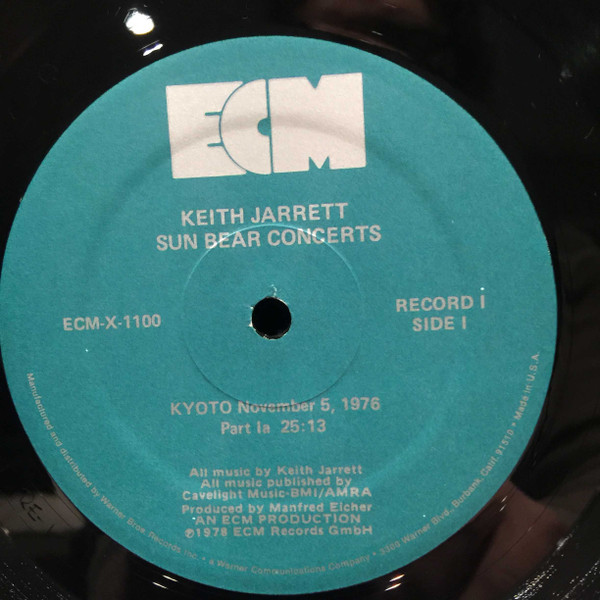 ECM
KEITH JARRETT
SUN BEAR CONCERTS
ECM-X-1100
RECORD I
SIDE I
KYOTO November 5, 1976
Part Ia 25:13
All music by Keith Jarrett
All music published by
Cavelight Music-BMI/AMRA
Produced by Manfred Eicher
AN ECM PRODUCTION
℗1978 ECM Records GmbH
Manufactured and distributed by Warner Bros. Records Inc. • a Warner Communications Company • 3300 Warner Blvd., Burbank, Calif. 91510 • Made in U.S.A.